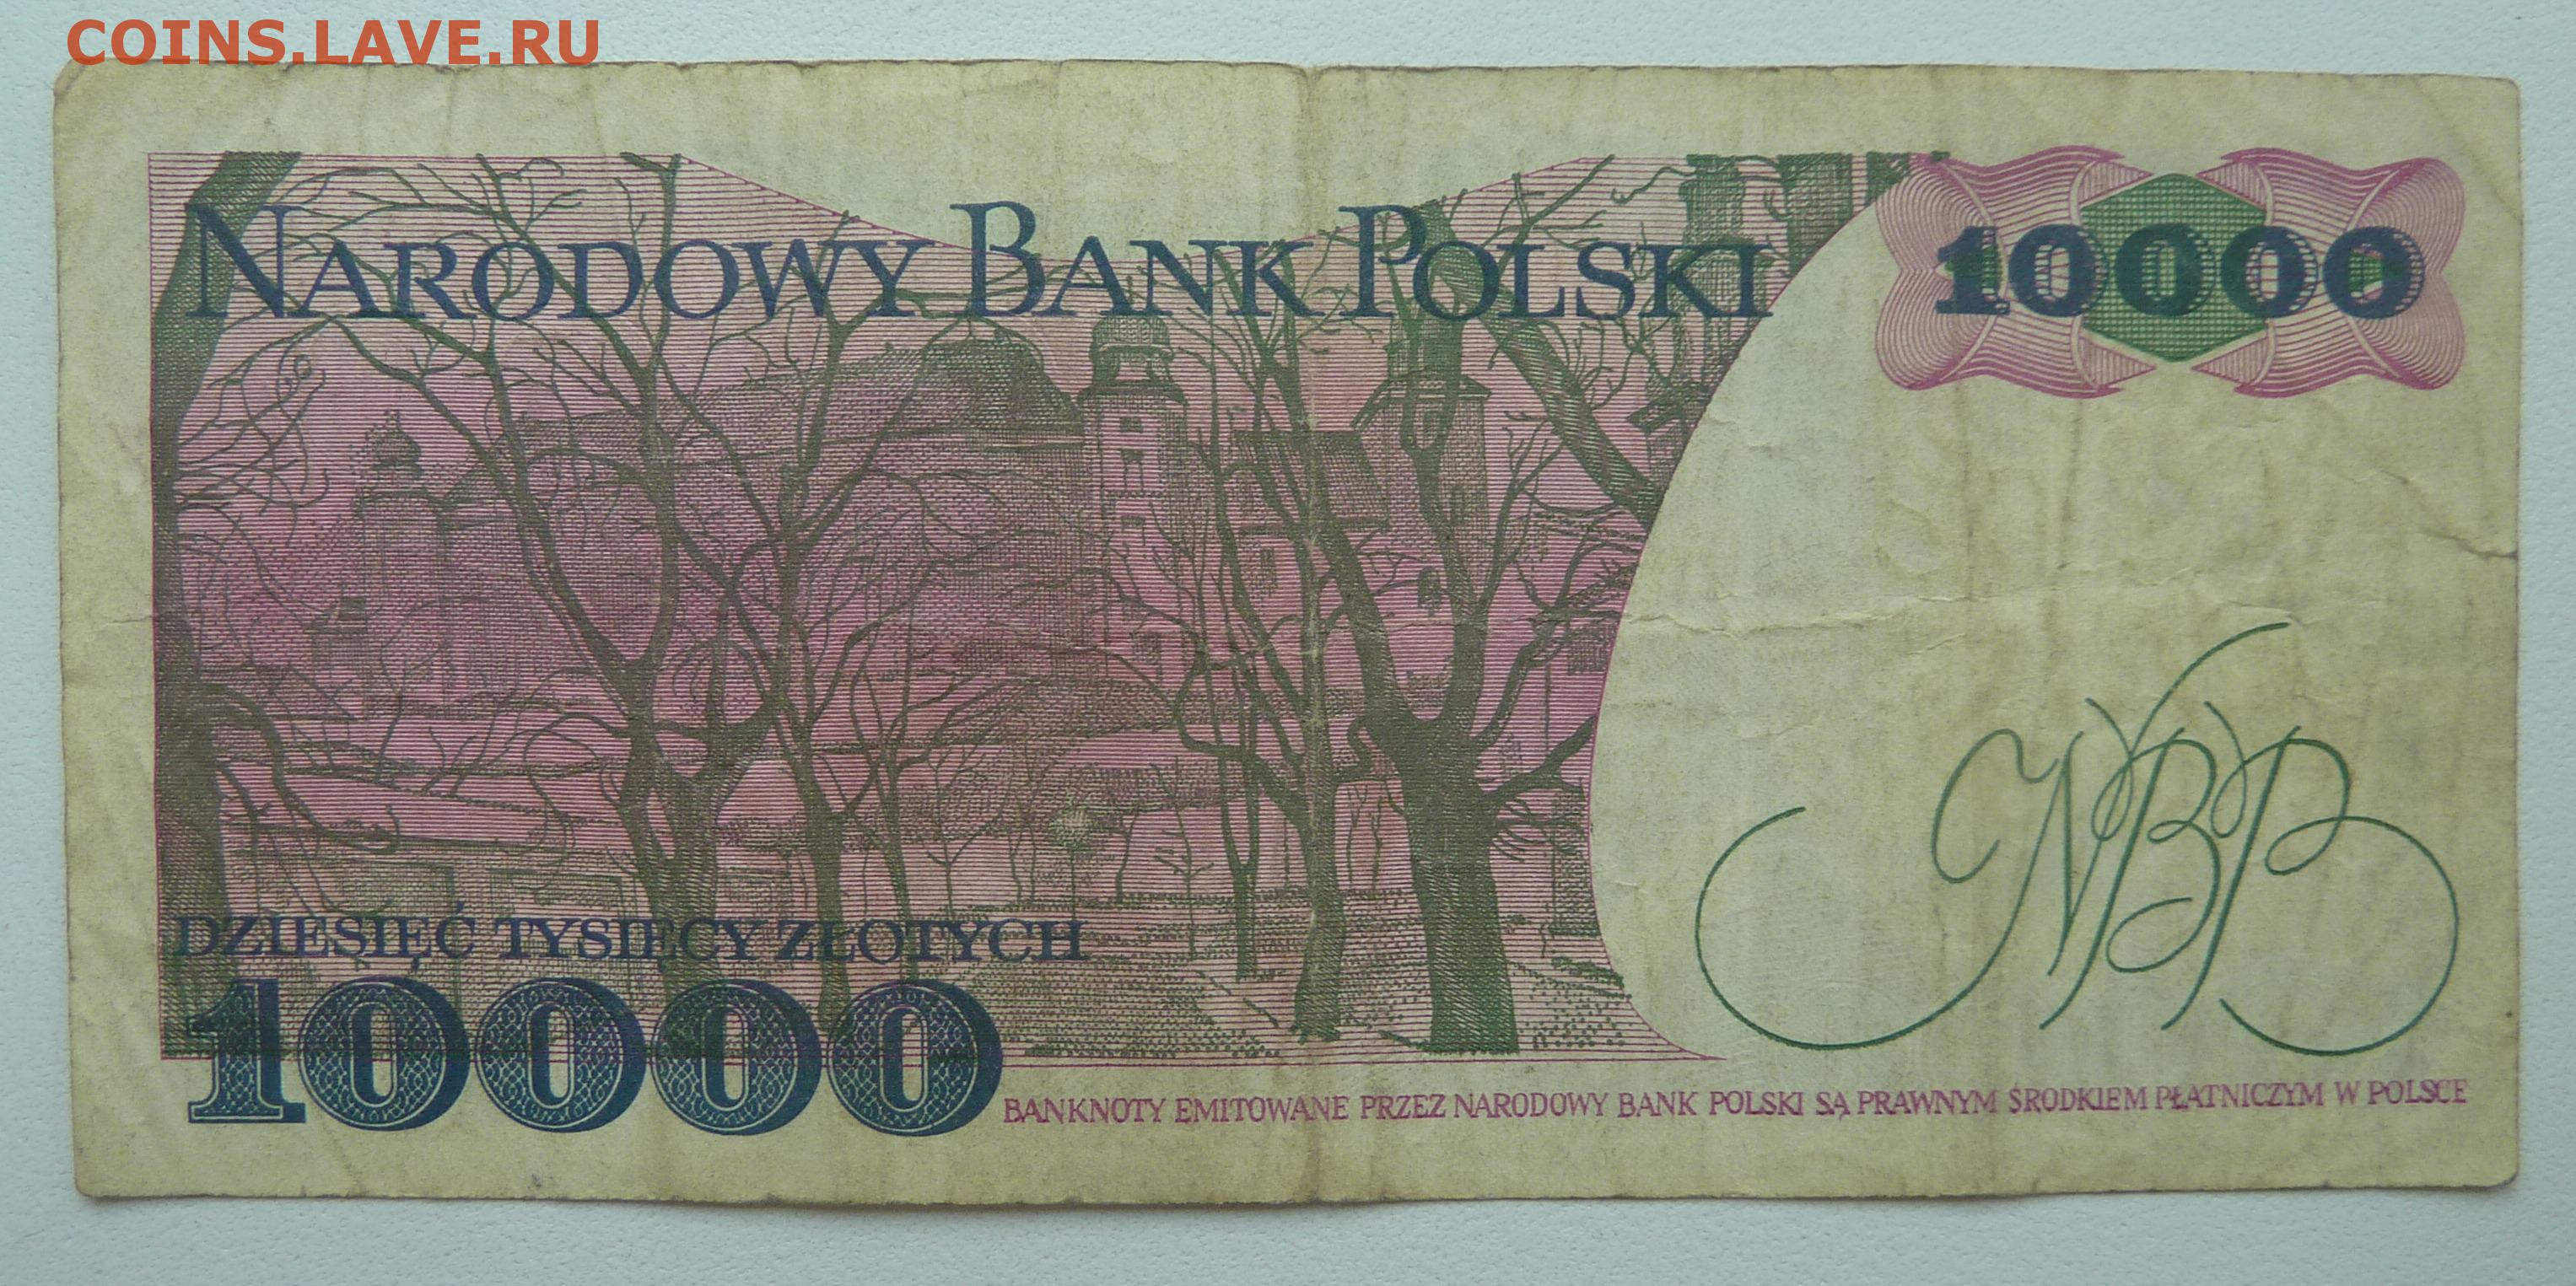 COINS.LAVE.RU
NARODOWY BANK POLSKI
10000
NBP
DZIESIĘĆ TYSIĘCY ZŁOTYCH
10000
BANKNOTY EMITOWANE PRZEZ NARODOWY BANK POLSKI SĄ PRAWNYM ŚRODKIEM PŁATNICZYM W POLSCE